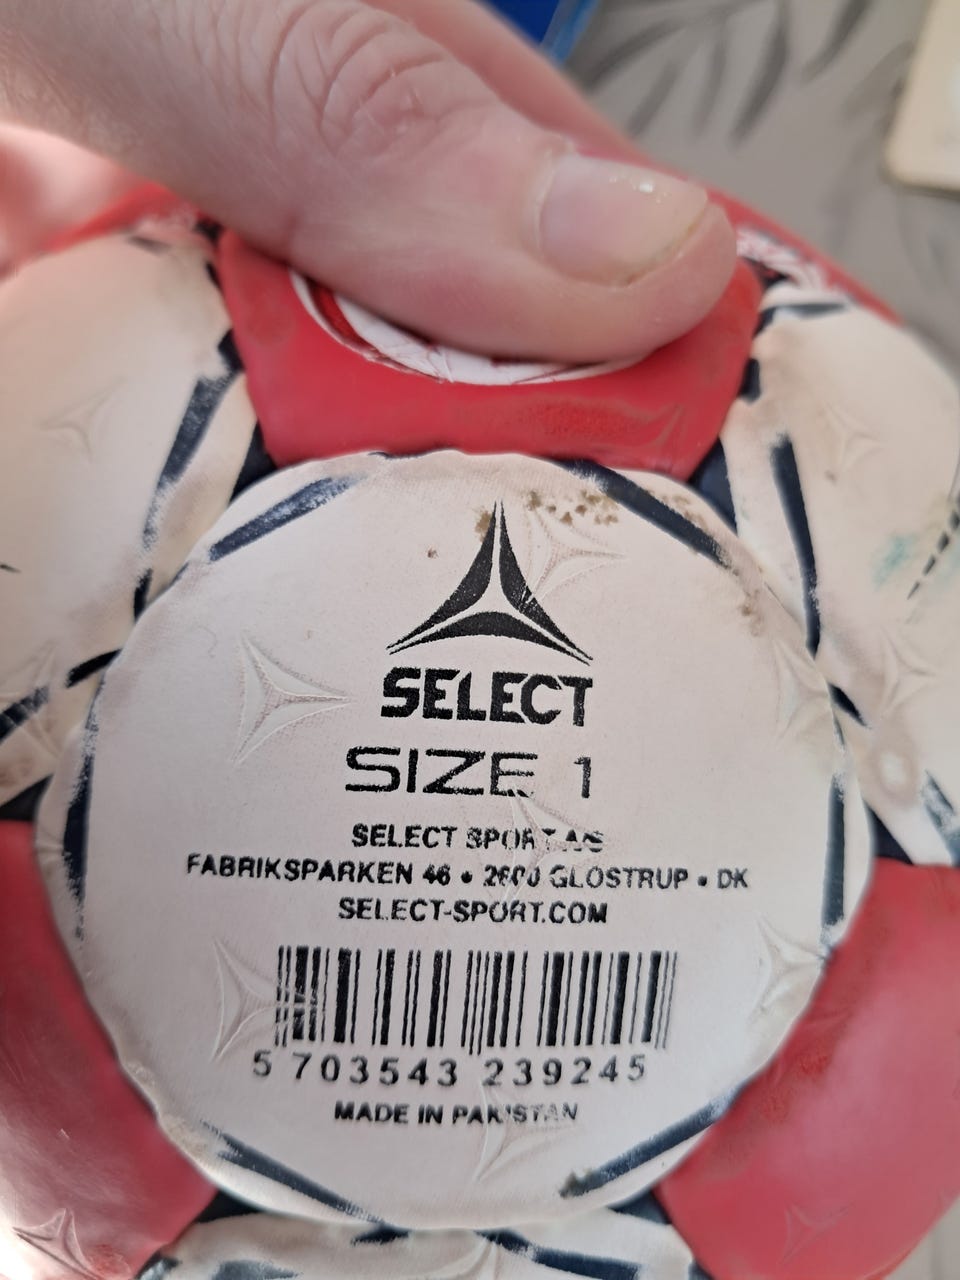 SELECT
SIZE 1
SELECT SPORT A/S
FABRIKSPARKEN 46 • 2600 GLOSTRUP • DK
SELECT-SPORT.COM
5 703543 239245
MADE IN PAKISTAN